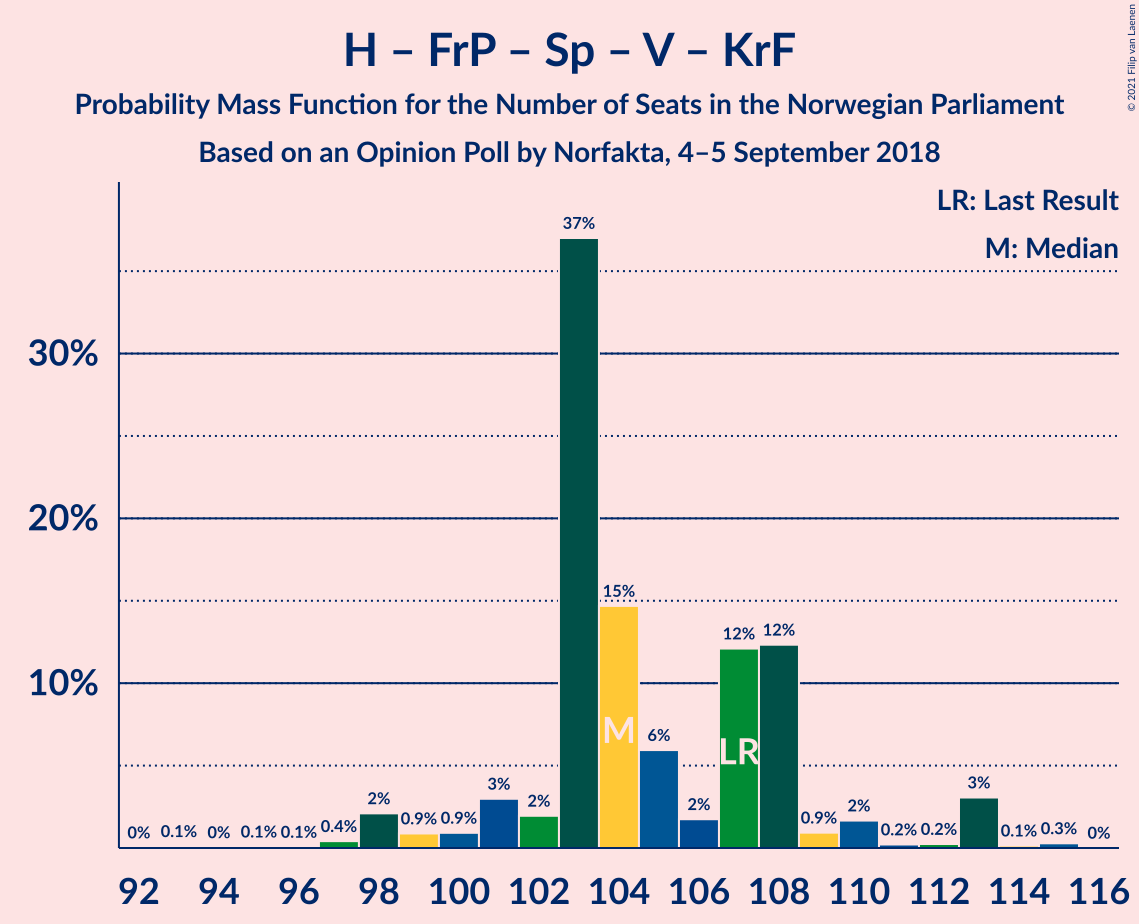 H – FrP – Sp – V – KrF
Probability Mass Function for the Number of Seats in the Norwegian Parliament
Based on an Opinion Poll by Norfakta, 4–5 September 2018
© 2021 Filip van Laenen
LR: Last Result
M: Median
30%
20%
10%
0% 0.1% 0% 0.1% 0.1% 0.4% 2% 0.9% 0.9% 3% 2% 37% 15% 6% 2% 12% 12% 0.9% 2% 0.2% 0.2% 3% 0.1% 0.3% 0%
M
LR
92 94 96 98 100 102 104 106 108 110 112 114 116